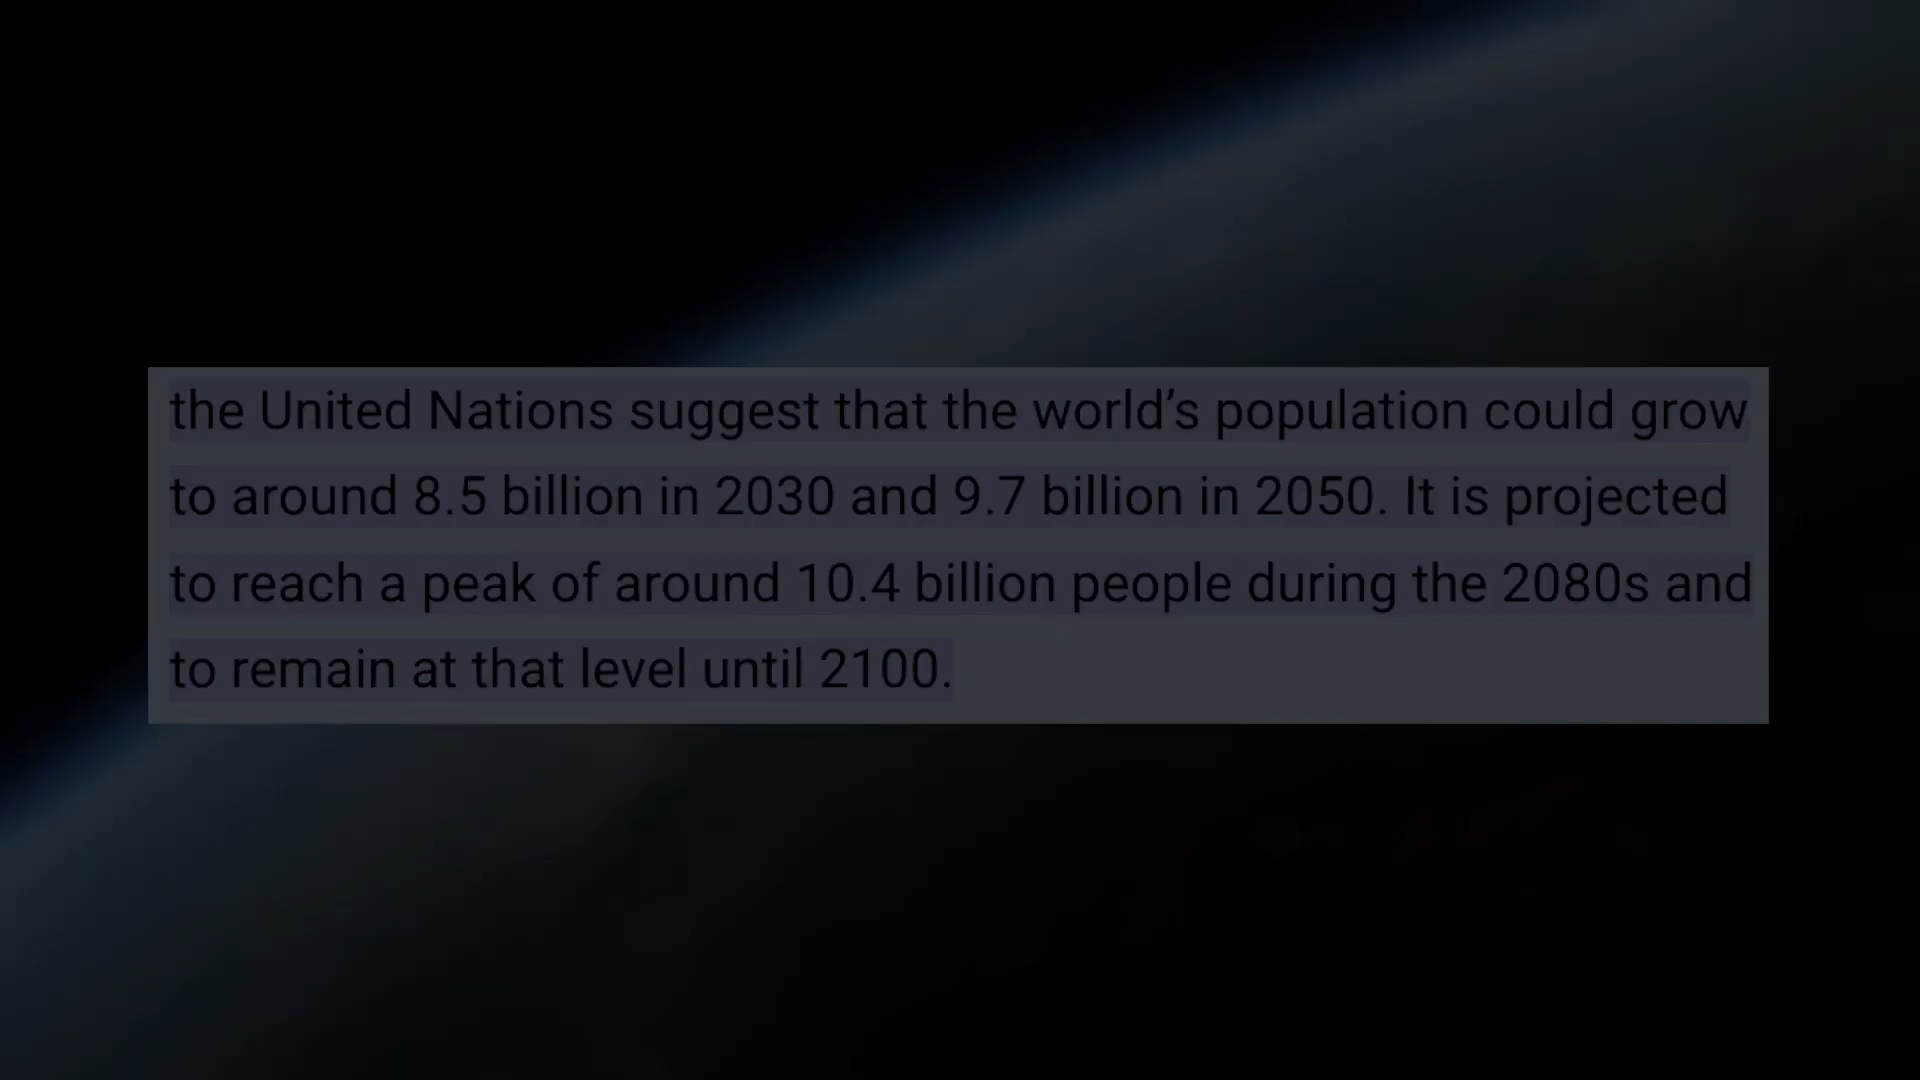 the United Nations suggest that the world’s population could grow
to around 8.5 billion in 2030 and 9.7 billion in 2050. It is projected
to reach a peak of around 10.4 billion people during the 2080s and
to remain at that level until 2100.